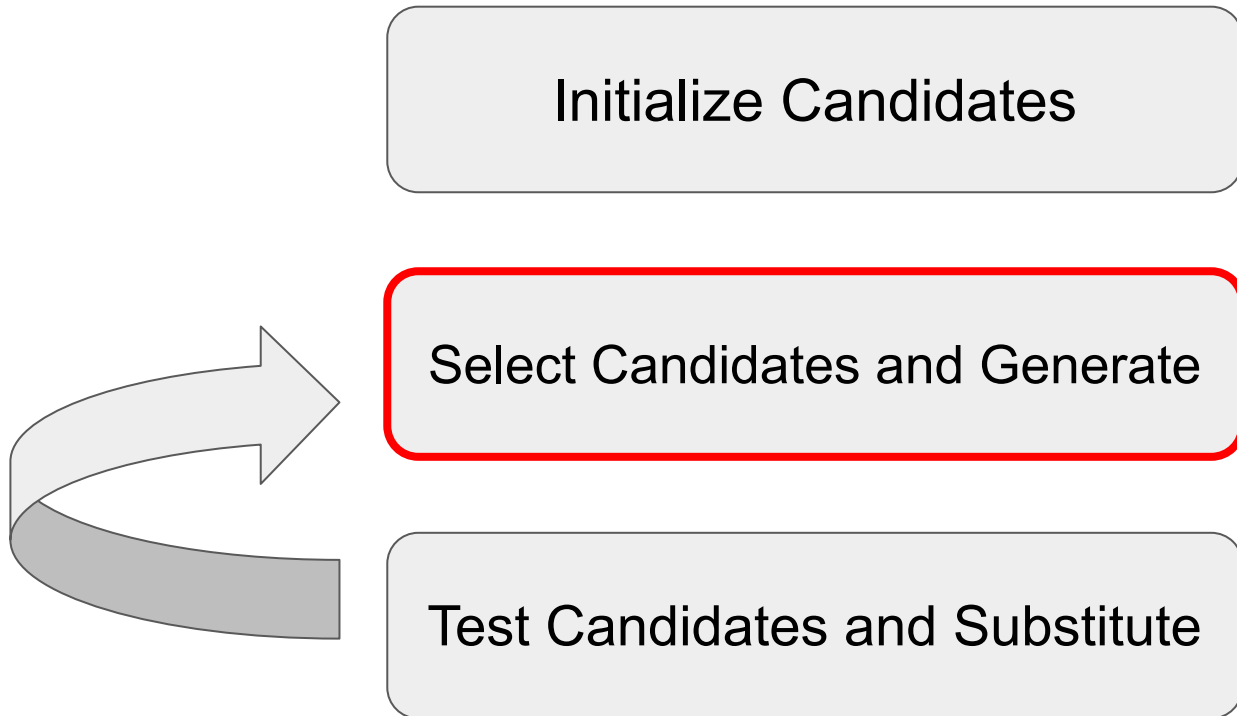 Initialize Candidates
Select Candidates and Generate
Test Candidates and Substitute